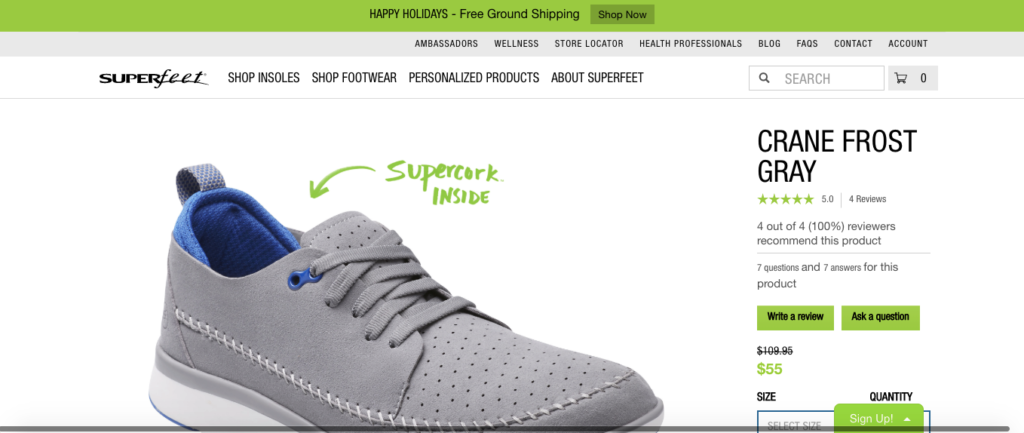 HAPPY HOLIDAYS - Free Ground Shipping Shop Now
AMBASSADORS WELLNESS STORE LOCATOR HEALTH PROFESSIONALS BLOG FAQS CONTACT ACCOUNT
SUPERfeet SHOP INSOLES SHOP FOOTWEAR PERSONALIZED PRODUCTS ABOUT SUPERFEET SEARCH 0
Supercork™
INSIDE
CRANE FROST
GRAY
5.0 4 Reviews
4 out of 4 (100%) reviewers
recommend this product
7 questions and 7 answers for this
product
Write a review Ask a question
$109.95
$55
SIZE QUANTITY
SELECT SIZE
Sign Up!